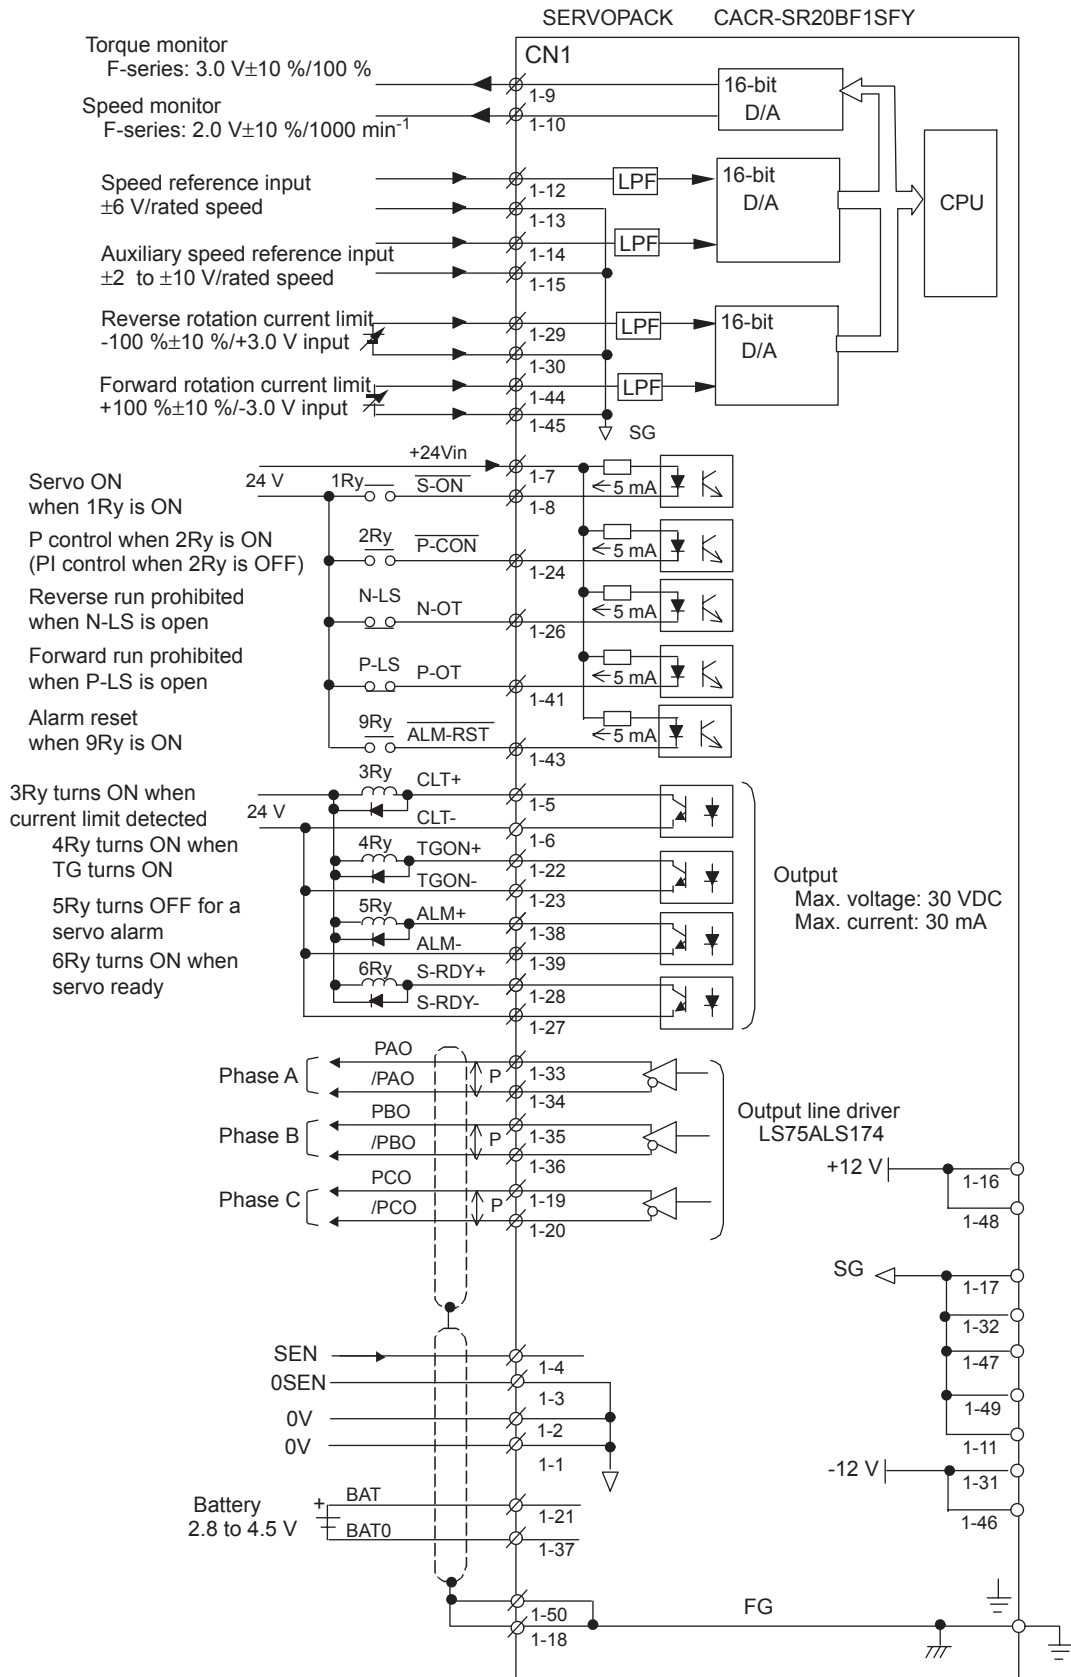 SERVOPACK CACR-SR20BF1SFY
CN1
Torque monitor
F-series: 3.0 V±10 %/100 %
1-9
Speed monitor
F-series: 2.0 V±10 %/1000 min-1
1-10
16-bit
D/A
CPU
Speed reference input
±6 V/rated speed
1-12
LPF
1-13
16-bit
D/A
Auxiliary speed reference input
±2 to ±10 V/rated speed
1-14
LPF
1-15
Reverse rotation current limit
-100 %±10 %/+3.0 V input
1-29
LPF
1-30
16-bit
D/A
Forward rotation current limit
+100 %±10 %/-3.0 V input
1-44
LPF
1-45
SG
+24Vin
1-7
Servo ON
when 1Ry is ON
24 V
1Ry
S-ON
1-8
5 mA
P control when 2Ry is ON
(PI control when 2Ry is OFF)
2Ry
P-CON
1-24
5 mA
Reverse run prohibited
when N-LS is open
N-LS
N-OT
1-26
5 mA
Forward run prohibited
when P-LS is open
P-LS
P-OT
1-41
5 mA
Alarm reset
when 9Ry is ON
9Ry
ALM-RST
1-43
5 mA
3Ry turns ON when
current limit detected
24 V
3Ry
CLT+
1-5
CLT-
1-6
4Ry turns ON when
TG turns ON
4Ry
TGON+
1-22
TGON-
1-23
5Ry turns OFF for a
servo alarm
5Ry
ALM+
1-38
ALM-
1-39
6Ry turns ON when
servo ready
6Ry
S-RDY+
1-28
S-RDY-
1-27
Output
Max. voltage: 30 VDC
Max. current: 30 mA
Phase A
PAO
/PAO
P
1-33
1-34
Phase B
PBO
/PBO
P
1-35
1-36
Phase C
PCO
/PCO
P
1-19
1-20
Output line driver
LS75ALS174
+12 V
1-16
1-48
SG
1-17
1-32
1-47
1-49
1-11
-12 V
1-31
1-46
SEN
1-4
0SEN
1-3
0V
1-2
0V
1-1
Battery
2.8 to 4.5 V
+
BAT
1-21
BAT0
1-37
1-50
1-18
FG